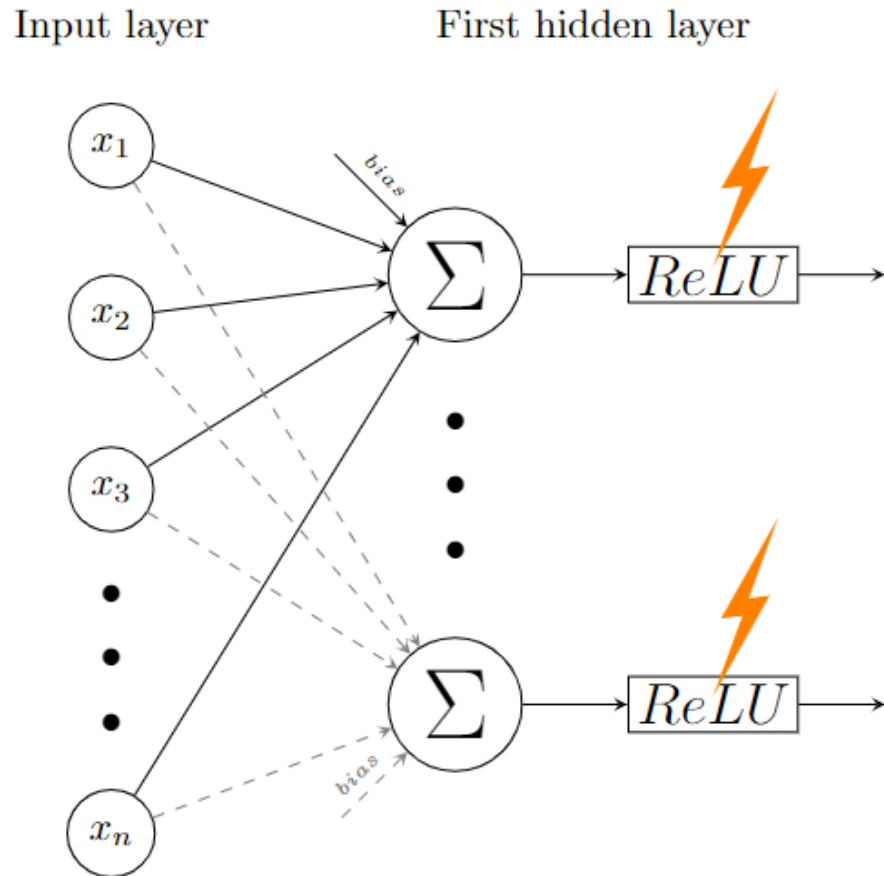 Input layer
First hidden layer
x₁
bias
∑
ReLU
x₂
x₃
∑
ReLU
bias
xₙ